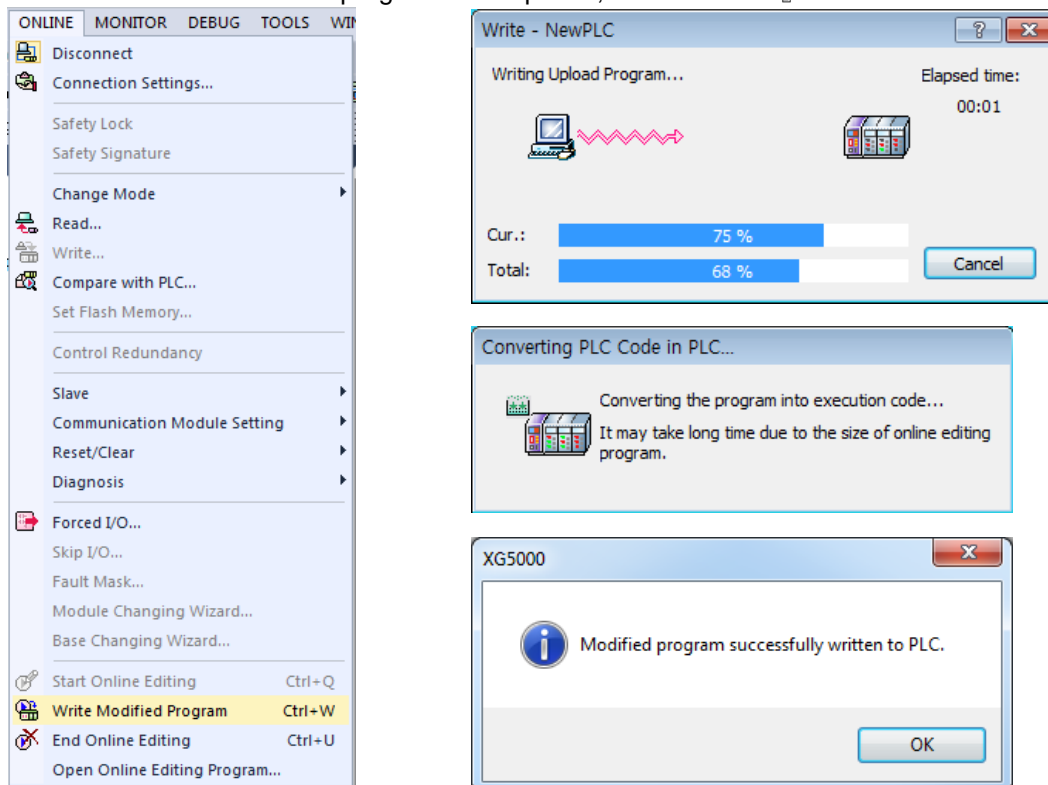 ONLINE MONITOR DEBUG TOOLS
Disconnect
Connection Settings...
Safety Lock
Safety Signature
Change Mode
Read...
Write...
Compare with PLC...
Set Flash Memory...
Control Redundancy
Slave
Communication Module Setting
Reset/Clear
Diagnosis
Forced I/O...
Skip I/O...
Fault Mask...
Module Changing Wizard...
Base Changing Wizard...
Start Online Editing Ctrl+Q
Write Modified Program Ctrl+W
End Online Editing Ctrl+U
Open Online Editing Program...
Write - NewPLC
Writing Upload Program... Elapsed time:
00:01
Cur.: 75 %
Total: 68 %
Cancel
Converting PLC Code in PLC...
Converting the program into execution code...
It may take long time due to the size of online editing
program.
XG5000
Modified program successfully written to PLC.
OK